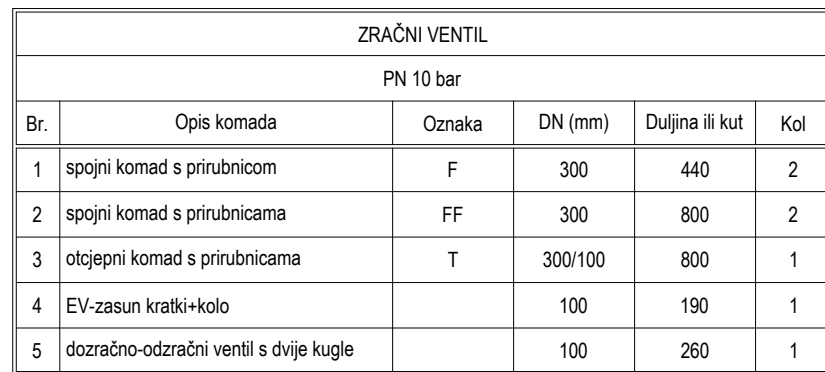 ZRAČNI VENTIL
PN 10 bar
Br. Opis komada Oznaka DN (mm) Duljina ili kut Kol
1 spojni komad s prirubnicom F 300 440 2
2 spojni komad s prirubnicama FF 300 800 2
3 otcjepni komad s prirubnicama T 300/100 800 1
4 EV-zasun kratki+kolo 100 190 1
5 dozračno-odzračni ventil s dvije kugle 100 260 1